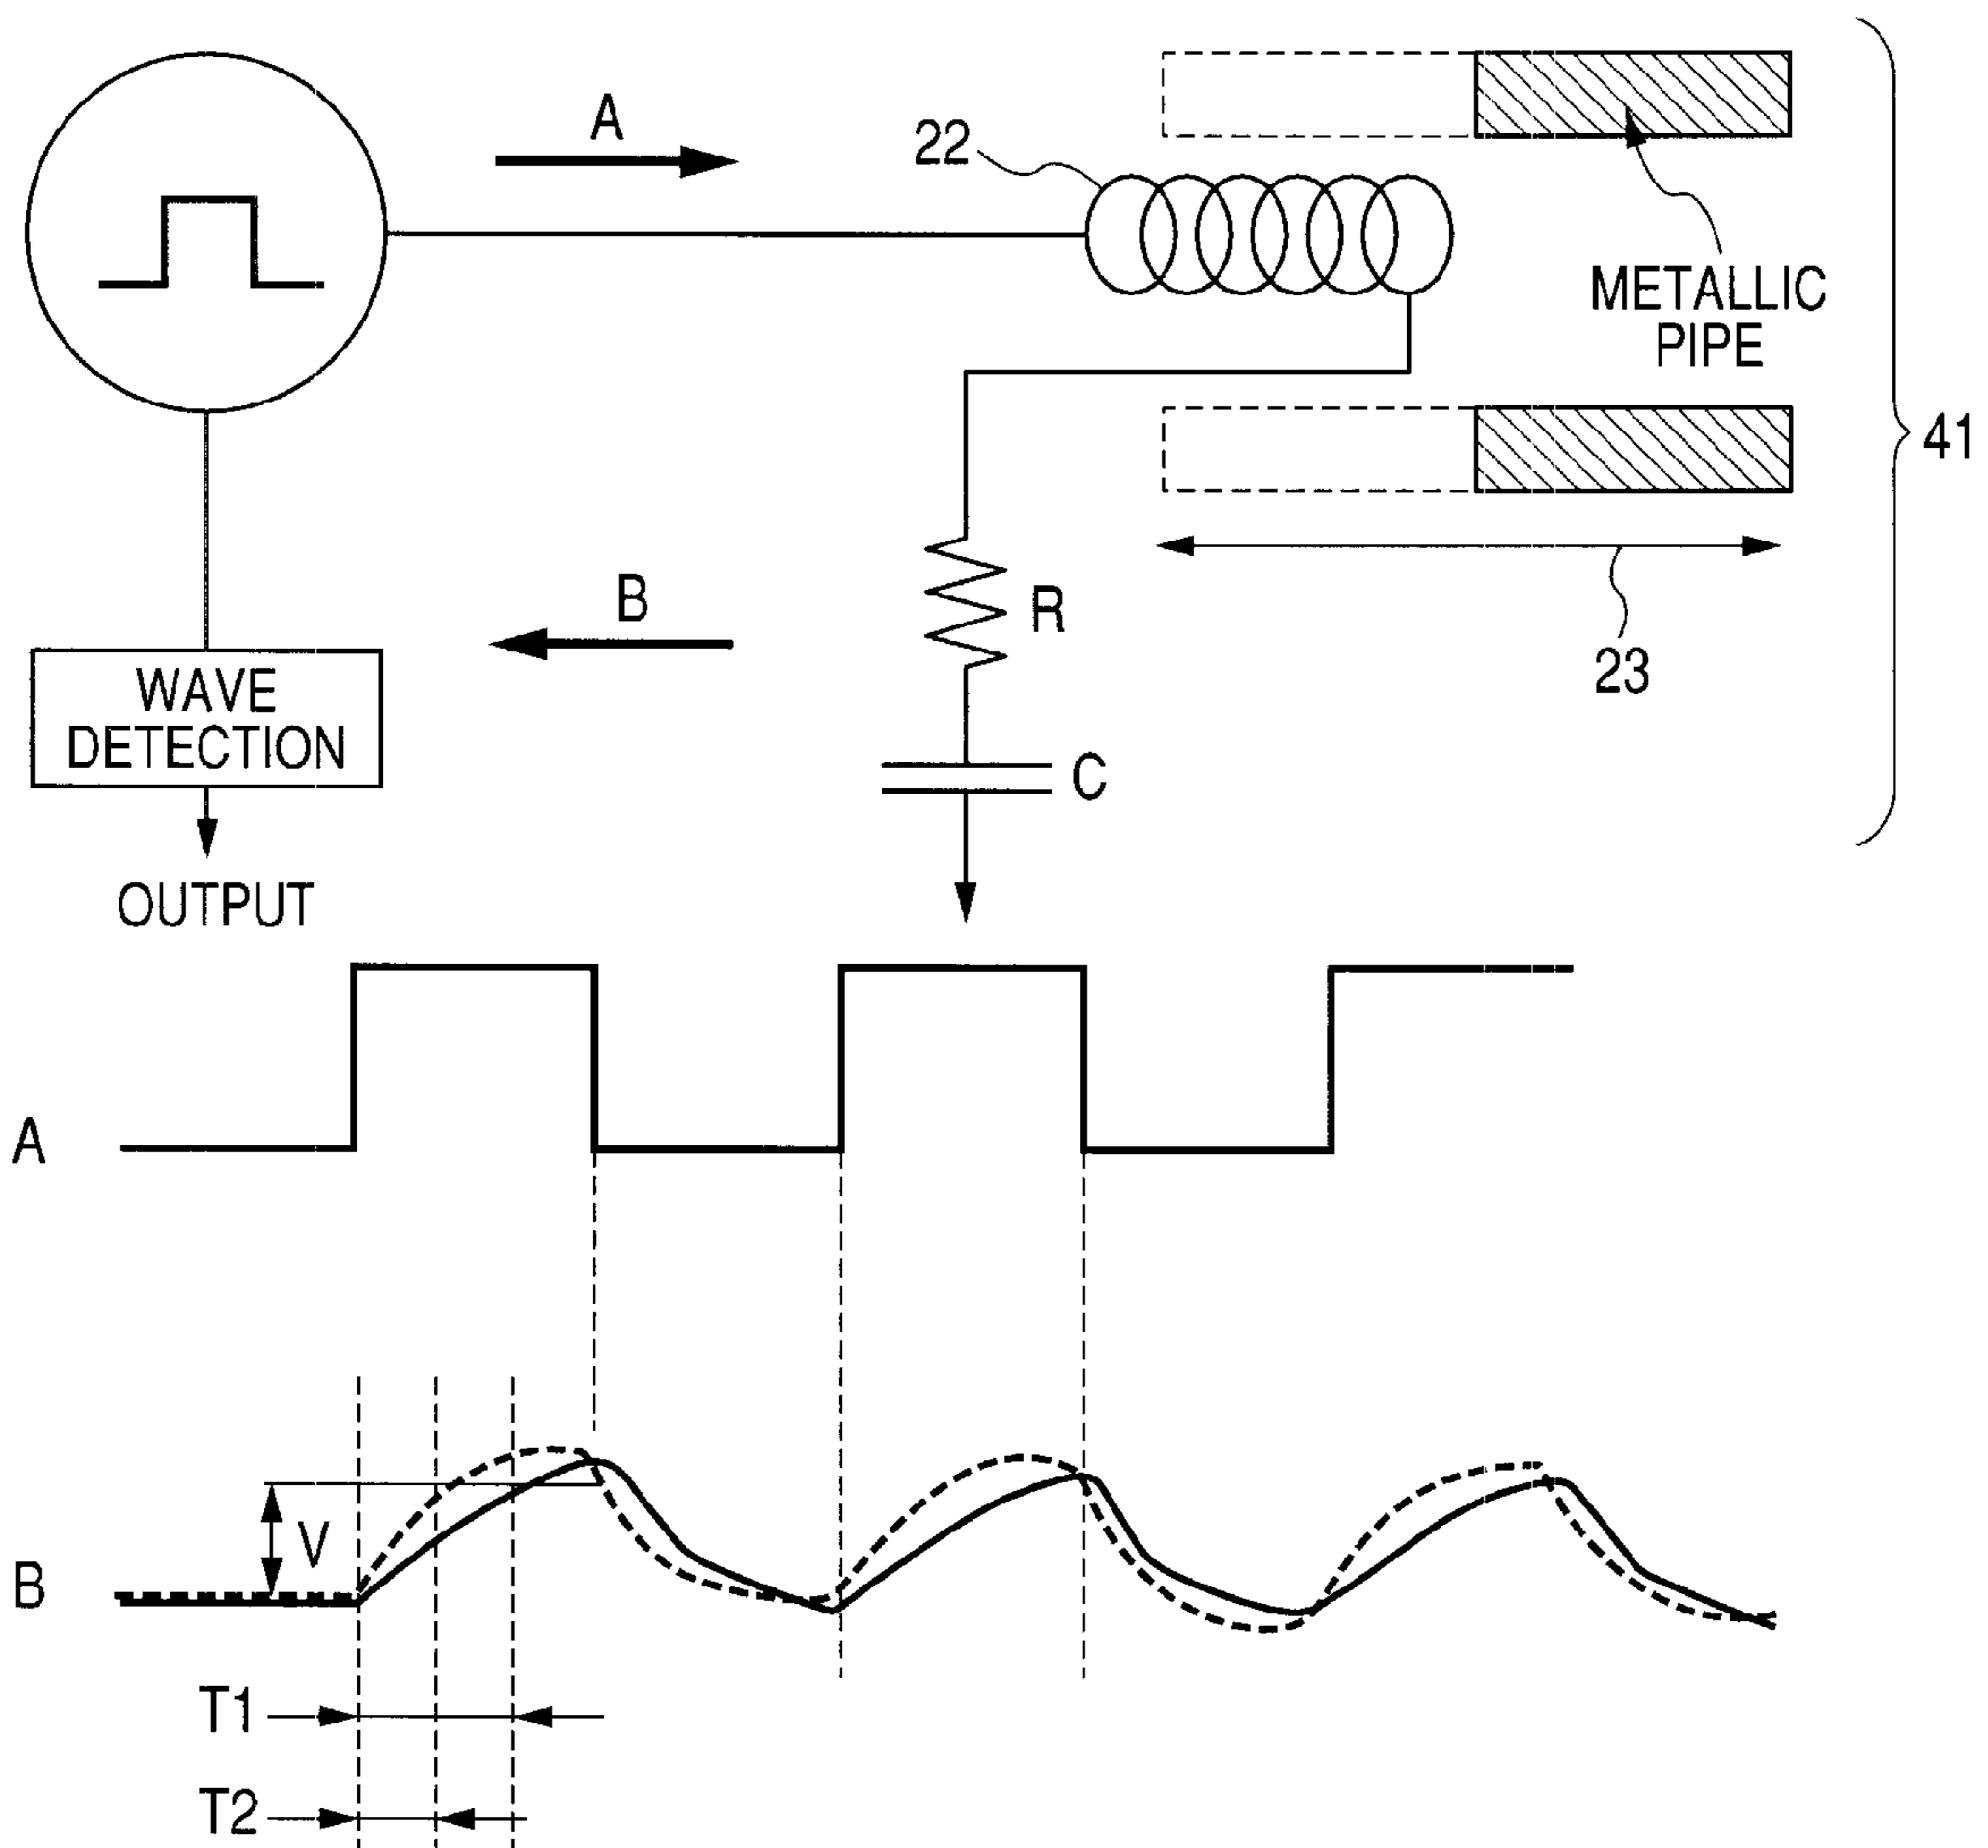 A
22
METALLIC
PIPE
41
B
R
23
WAVE
DETECTION
C
OUTPUT
A
V
B
T1
T2